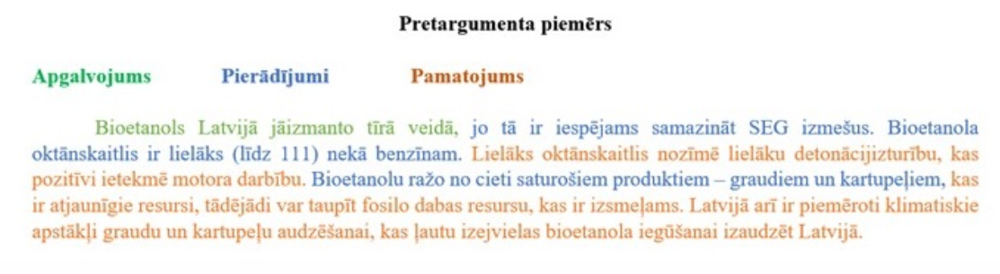 Pretargumenta piemērs
Apgalvojums Pierādījumi Pamatojums
Bioetanols Latvijā jāizmanto tīrā veidā, jo tā ir iespējams samazināt SEG izmešus. Bioetanola
oktānskaitlis ir lielāks (līdz 111) nekā benzīnam. Lielāks oktānskaitlis nozīmē lielāku detonācijizturību, kas
pozitīvi ietekmē motora darbību. Bioetanolu ražo no cieti saturošiem produktiem – graudiem un kartupeļiem, kas
ir atjaunīgie resursi, tādējādi var taupīt fosilo dabas resursu, kas ir izsmeļams. Latvijā arī ir piemēroti klimatiskie
apstākļi graudu un kartupeļu audzēšanai, kas ļautu izejvielas bioetanola iegūšanai izaudzēt Latvijā.